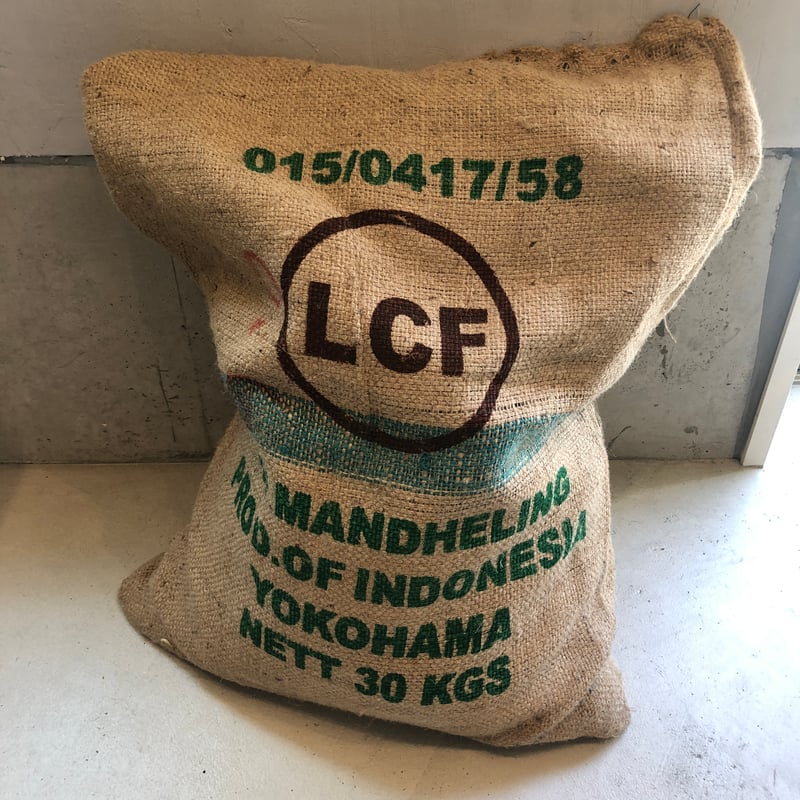 015/0417/58
LCF
MANDHELING
PROD.OF INDONESIA
YOKOHAMA
NETT 30 KGS